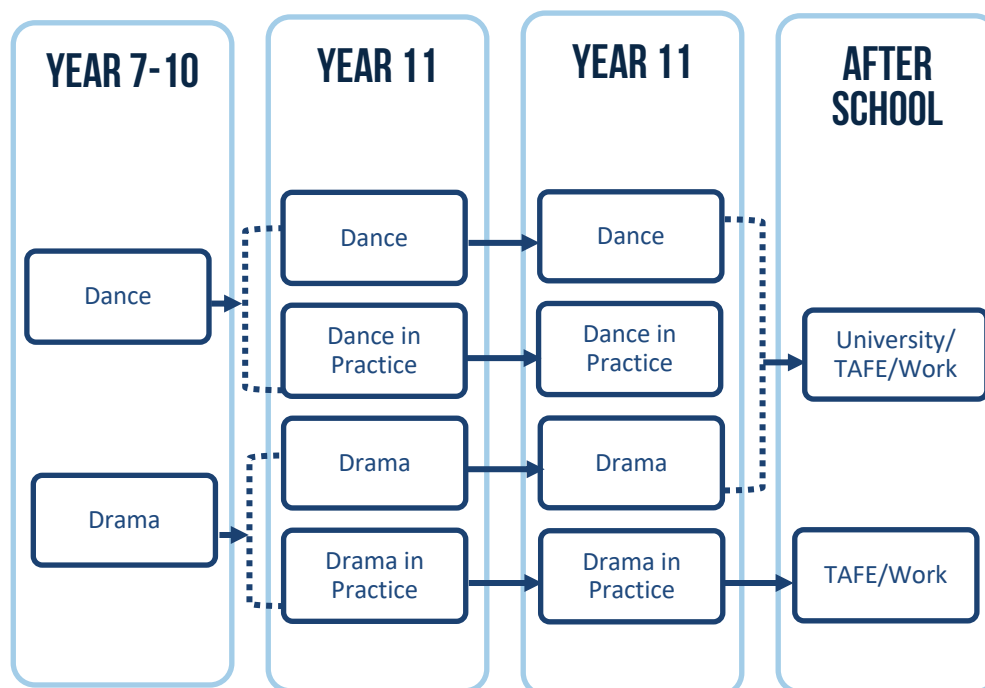 YEAR 7-10
Dance
Drama
YEAR 11
Dance
Dance in
Practice
Drama
Drama in
Practice
YEAR 11
Dance
Dance in
Practice
Drama
Drama in
Practice
AFTER
SCHOOL
University/
TAFE/Work
TAFE/Work